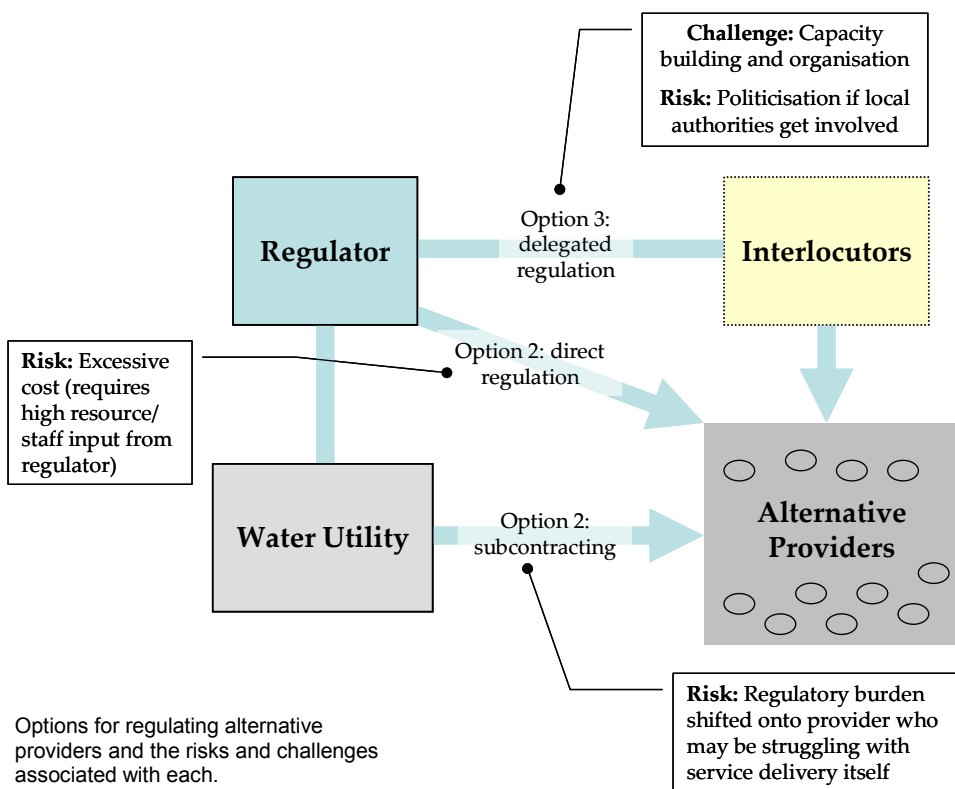 Challenge: Capacity
building and organisation
Risk: Politicisation if local
authorities get involved
Regulator
Option 3:
delegated
regulation
Interlocutors
Risk: Excessive
cost (requires
high resource/
staff input from
regulator)
Option 2: direct
regulation
Water Utility
Option 2:
subcontracting
Alternative
Providers
Risk: Regulatory burden
shifted onto provider who
may be struggling with
service delivery itself
Options for regulating alternative
providers and the risks and challenges
associated with each.